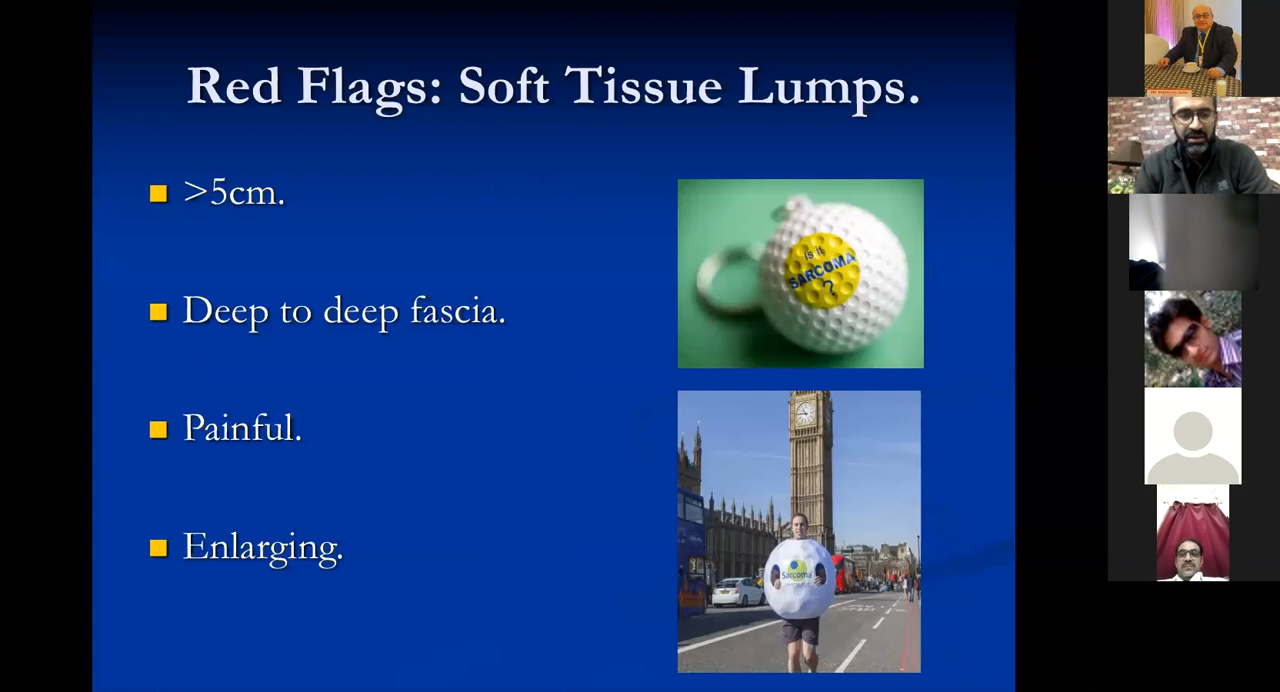 Red Flags: Soft Tissue Lumps.
>5cm.
Deep to deep fascia.
Painful.
Enlarging.
is it
SARCOMA
?
Sarcoma